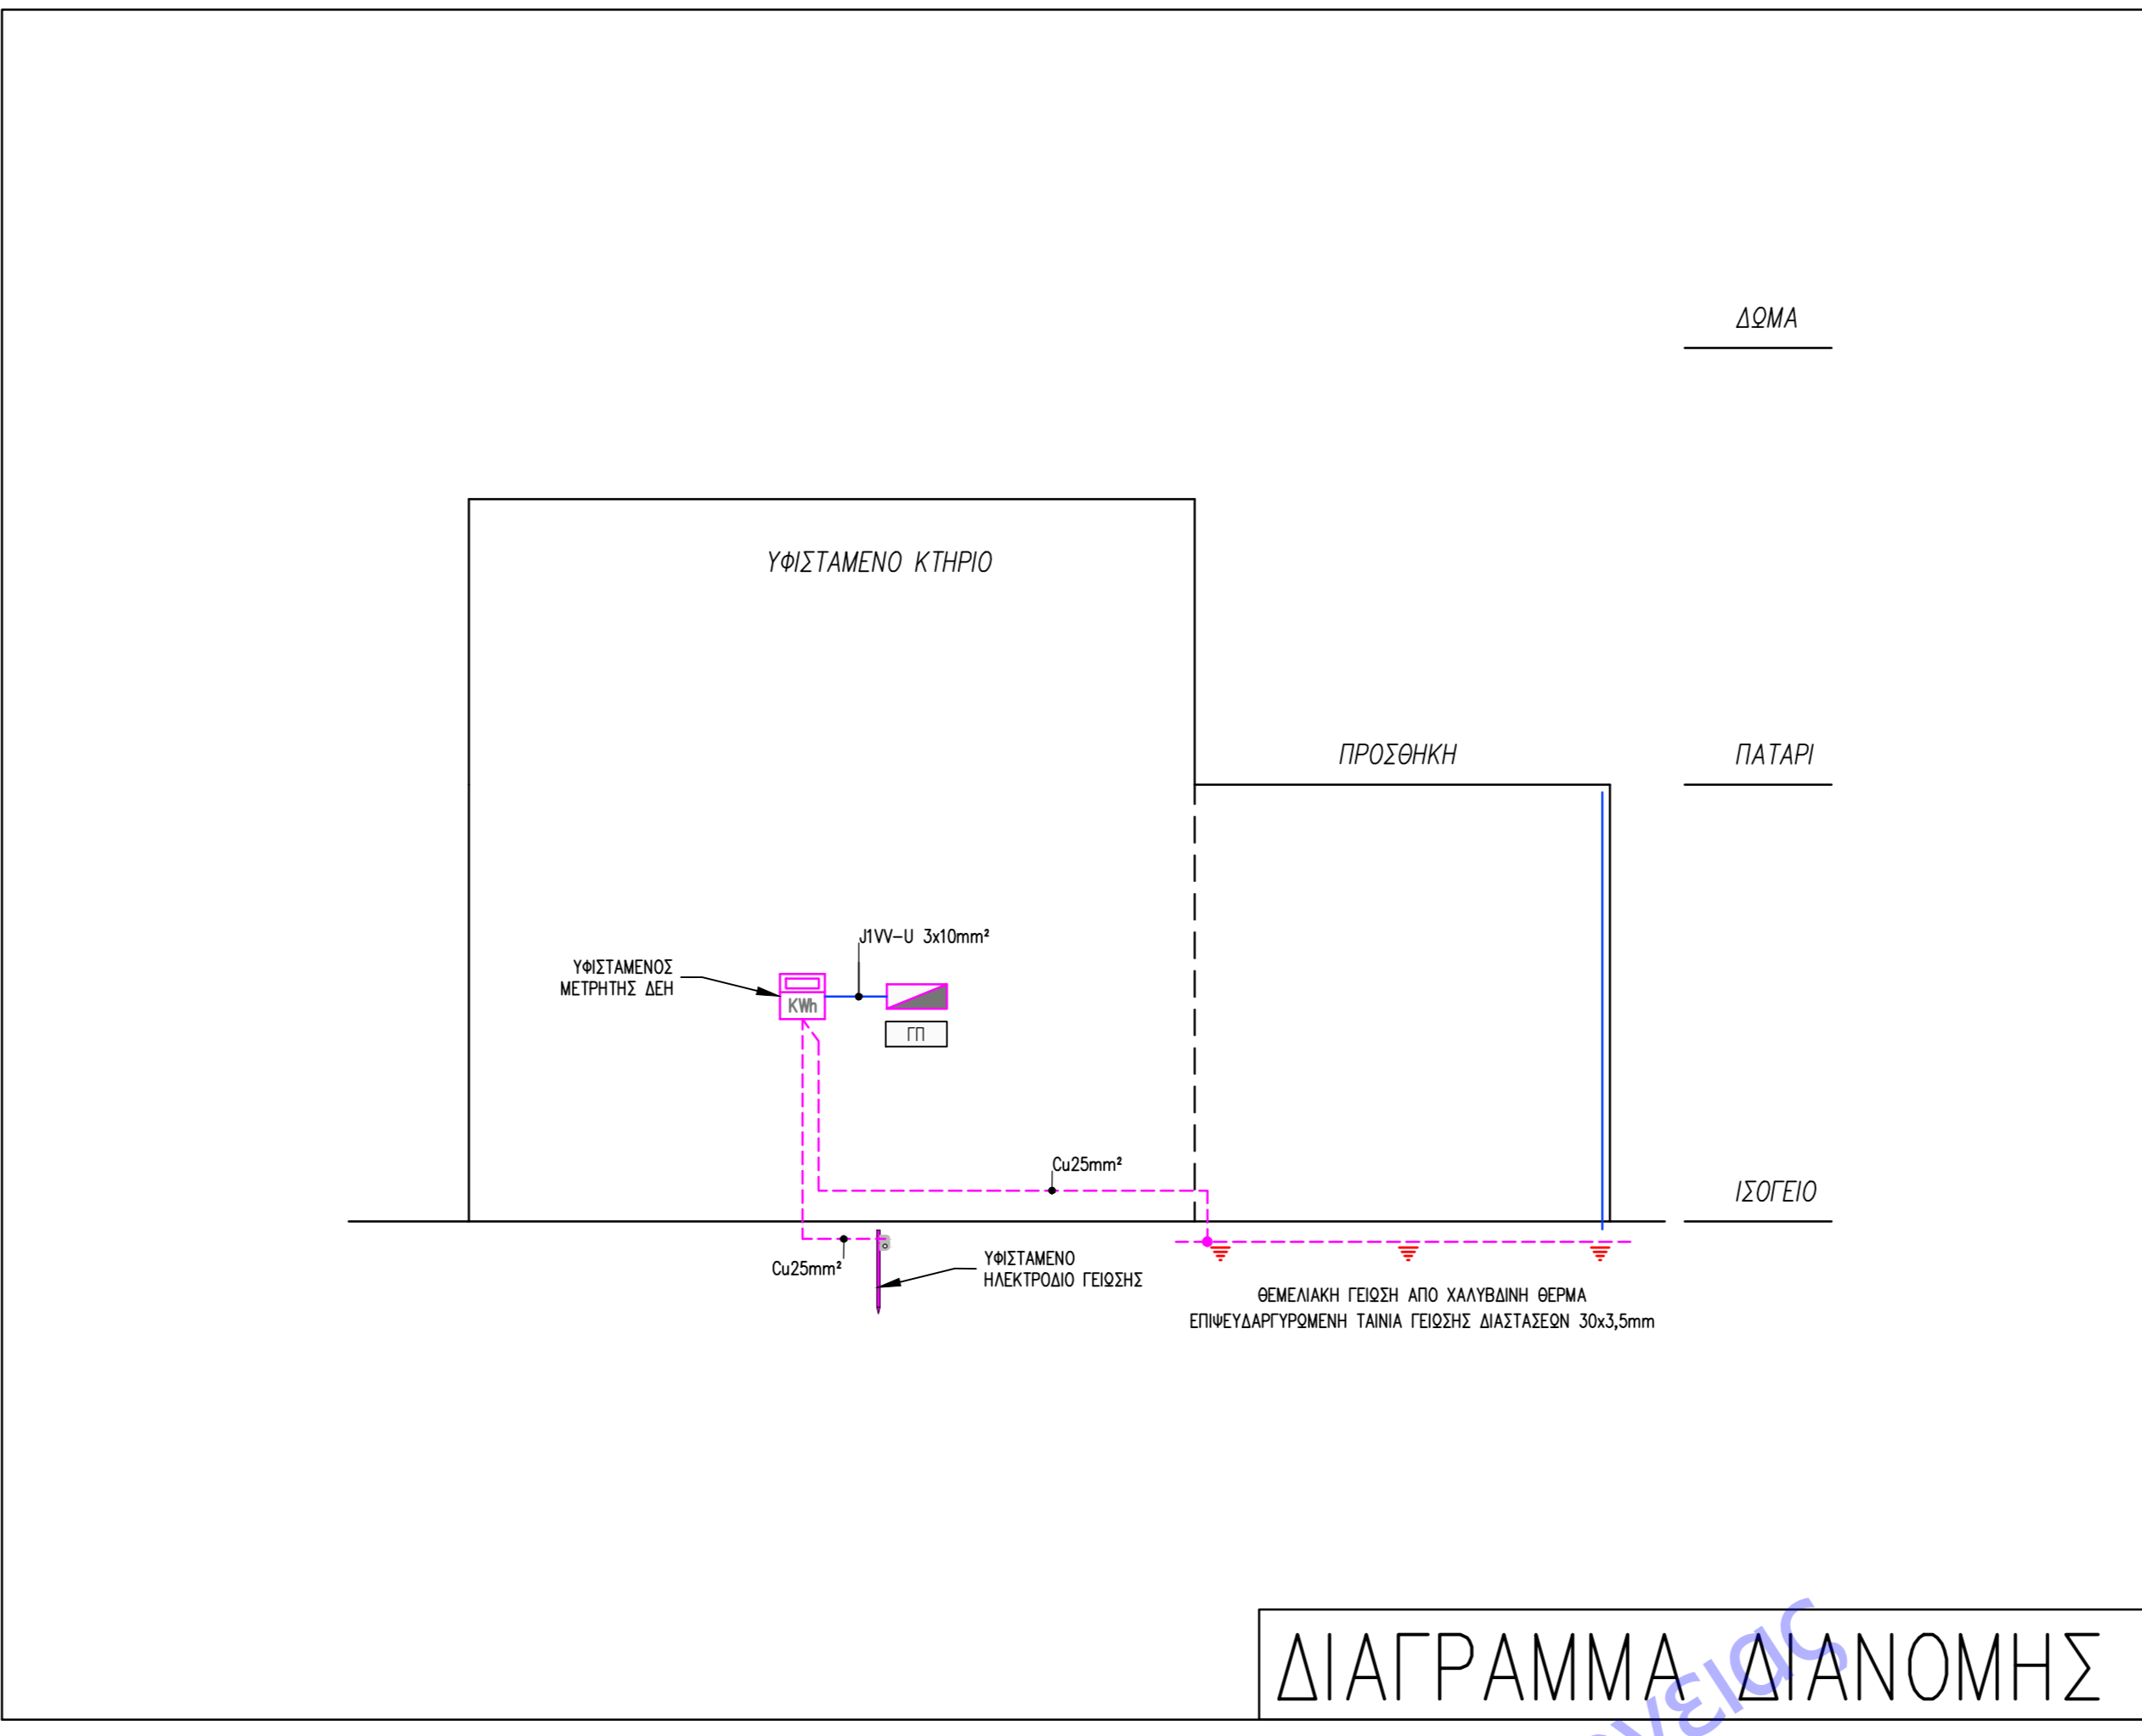 ΔΩΜΑ
ΥΦΙΣΤΑΜΕΝΟ ΚΤΗΡΙΟ
ΠΡΟΣΘΗΚΗ
ΠΑΤΑΡΙ
J1VV-U 3x10mm²
ΥΦΙΣΤΑΜΕΝΟΣ
ΜΕΤΡΗΤΗΣ ΔΕΗ
KWh
ΓΠ
Cu25mm²
ΙΣΟΓΕΙΟ
Cu25mm²
ΥΦΙΣΤΑΜΕΝΟ
ΗΛΕΚΤΡΟΔΙΟ ΓΕΙΩΣΗΣ
ΘΕΜΕΛΙΑΚΗ ΓΕΙΩΣΗ ΑΠΟ ΧΑΛΥΒΔΙΝΗ ΘΕΡΜΑ
ΕΠΙΨΕΥΔΑΡΓΥΡΩΜΕΝΗ ΤΑΙΝΙΑ ΓΕΙΩΣΗΣ ΔΙΑΣΤΑΣΕΩΝ 30x3,5mm
ΔΙΑΓΡΑΜΜΑ ΔΙΑΝΟΜΗΣ